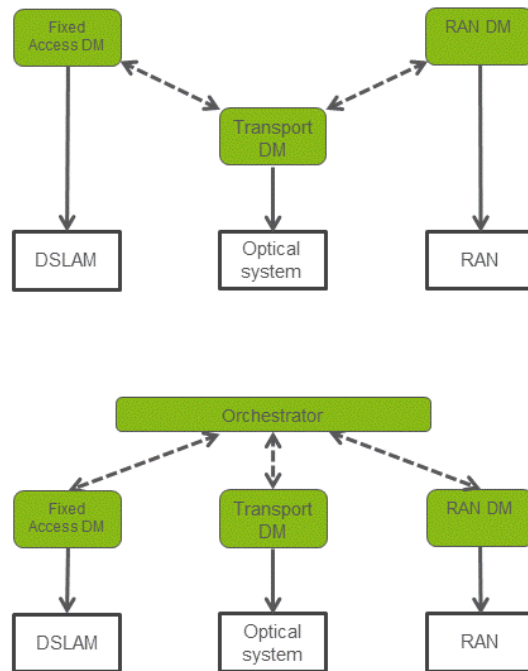 Fixed
Access DM
RAN DM
Transport
DM
DSLAM
Optical
system
RAN
Orchestrator
Fixed
Access DM
Transport
DM
RAN DM
DSLAM
Optical
system
RAN